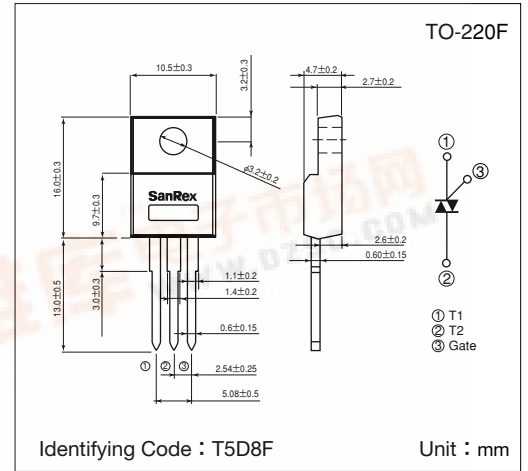 TO-220F
10.5±0.3
3.2±0.3
4.7±0.2
2.7±0.2
16.0±0.3
9.7±0.3
φ3.2±0.2
SanRex
①
③
②
2.6±0.2
0.60±0.15
13.0±0.5
3.0±0.3
1.1±0.2
1.4±0.2
0.6±0.15
① ② ③
2.54±0.25
5.08±0.5
① T1
② T2
③ Gate
Identifying Code：T5D8F
Unit：mm